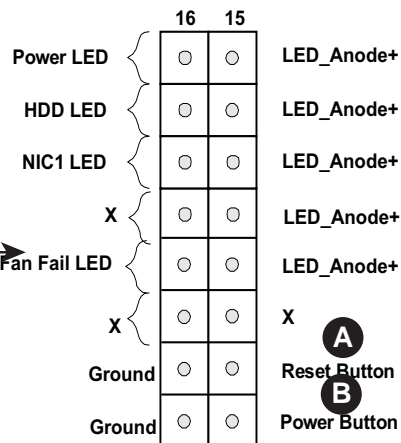 16 15
Power LED LED_Anode+
HDD LED LED_Anode+
NIC1 LED LED_Anode+
X LED_Anode+
Fan Fail LED LED_Anode+
X X
A
Ground Reset Button
B
Ground Power Button